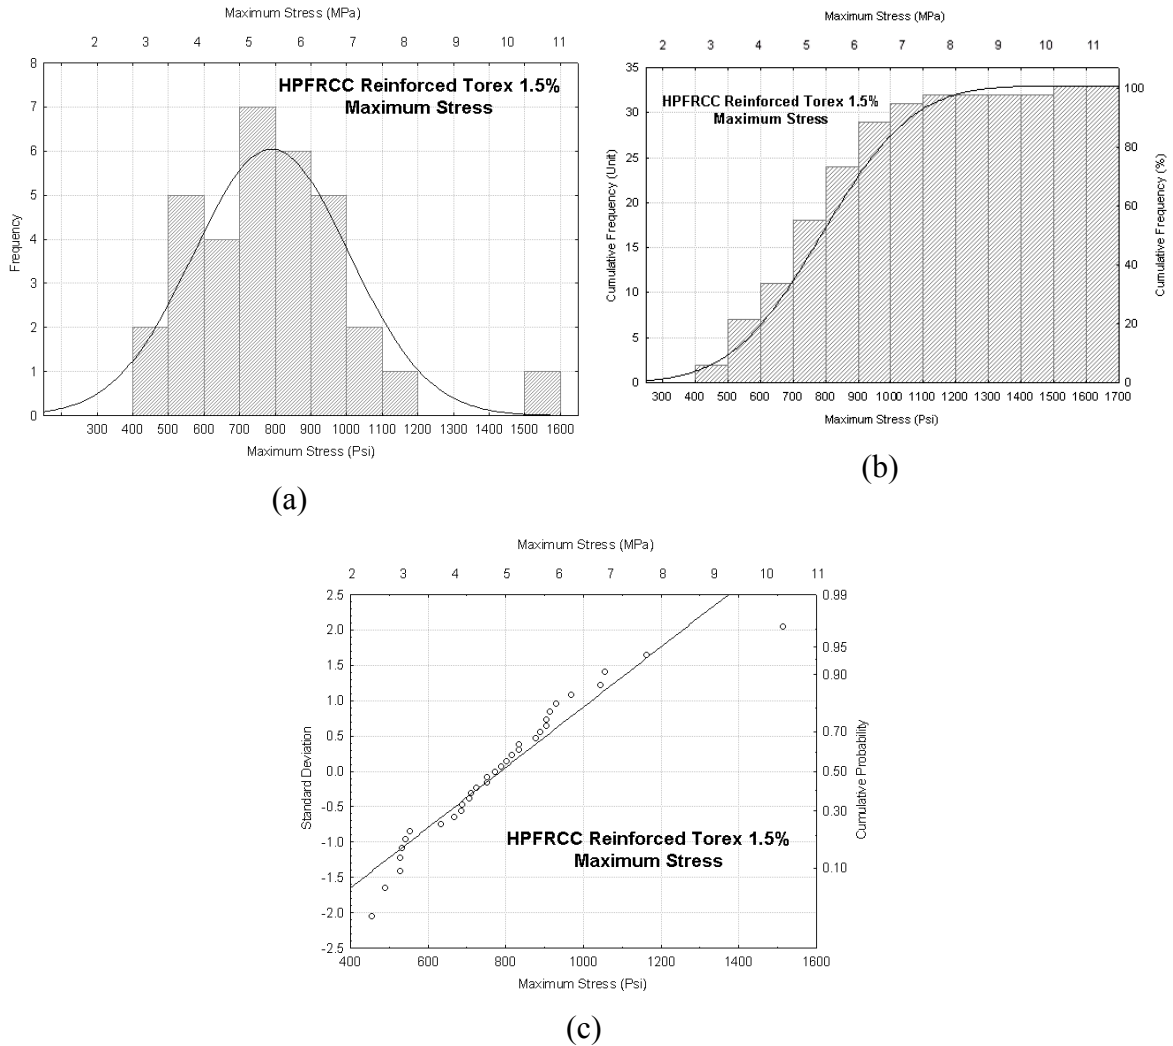 Maximum Stress (MPa)
2 3 4 5 6 7 8 9 10 11
8
7
6
5
4
3
2
1
0
Frequency
HPFRCC Reinforced Torex 1.5%
Maximum Stress
300 400 500 600 700 800 900 1000 1100 1200 1300 1400 1500 1600
Maximum Stress (Psi)
(a)
Maximum Stress (MPa)
2 3 4 5 6 7 8 9 10 11
35
30
25
20
15
10
5
0
Cumulative Frequency (Unit)
HPFRCC Reinforced Torex 1.5%
Maximum Stress
100
80
60
40
20
0
Cumulative Frequency (%)
300 400 500 600 700 800 900 1000 1100 1200 1300 1400 1500 1600 1700
Maximum Stress (Psi)
(b)
Maximum Stress (MPa)
2 3 4 5 6 7 8 9 10 11
2.5
2.0
1.5
1.0
0.5
0.0
-0.5
-1.0
-1.5
-2.0
-2.5
Standard Deviation
HPFRCC Reinforced Torex 1.5%
Maximum Stress
0.99
0.95
0.90
0.70
0.50
0.30
0.10
Cumulative Probability
400 600 800 1000 1200 1400 1600
Maximum Stress (Psi)
(c)